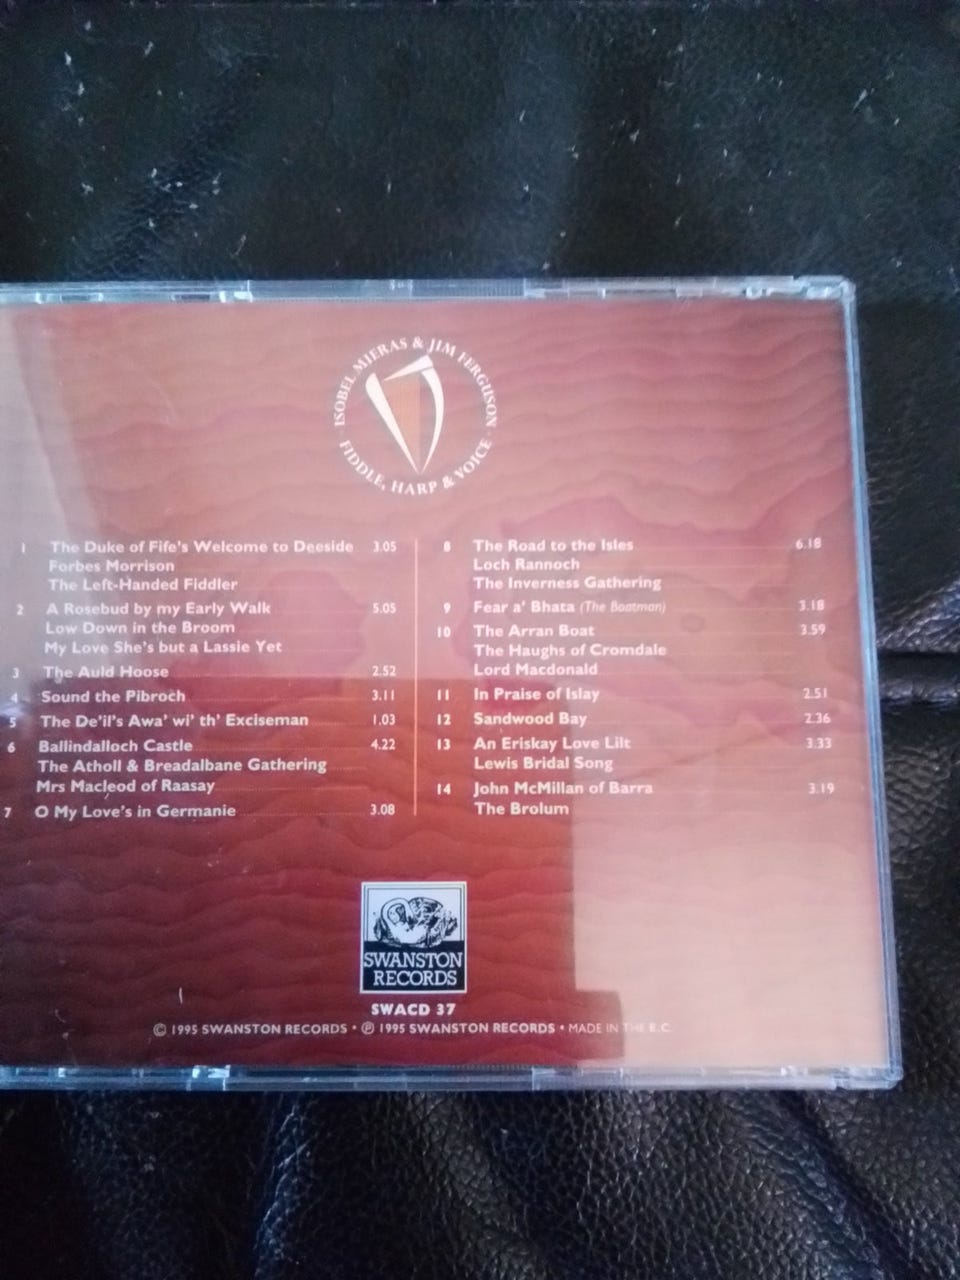 ISOBEL MIERAS & JIM FERGUSON
FIDDLE, HARP & VOICE
1 The Duke of Fife's Welcome to Deeside 3.05
Forbes Morrison
The Left-Handed Fiddler
2 A Rosebud by my Early Walk 5.05
Low Down in the Broom
My Love She's but a Lassie Yet
3 The Auld Hoose 2.52
4 Sound the Pibroch 3.11
5 The De'il's Awa' wi' th' Exciseman 1.03
6 Ballindalloch Castle 4.22
The Atholl & Breadalbane Gathering
Mrs Macleod of Raasay
7 O My Love's in Germanie 3.08
8 The Road to the Isles 6.18
Loch Rannoch
The Inverness Gathering
9 Fear a' Bhata (The Boatman) 3.18
10 The Arran Boat 3.59
The Haughs of Cromdale
Lord Macdonald
11 In Praise of Islay 2.51
12 Sandwood Bay 2.36
13 An Eriskay Love Lilt 3.33
Lewis Bridal Song
14 John McMillan of Barra 3.19
The Brolum
SWANSTON
RECORDS
SWACD 37
© 1995 SWANSTON RECORDS • ℗ 1995 SWANSTON RECORDS • MADE IN THE E.C.